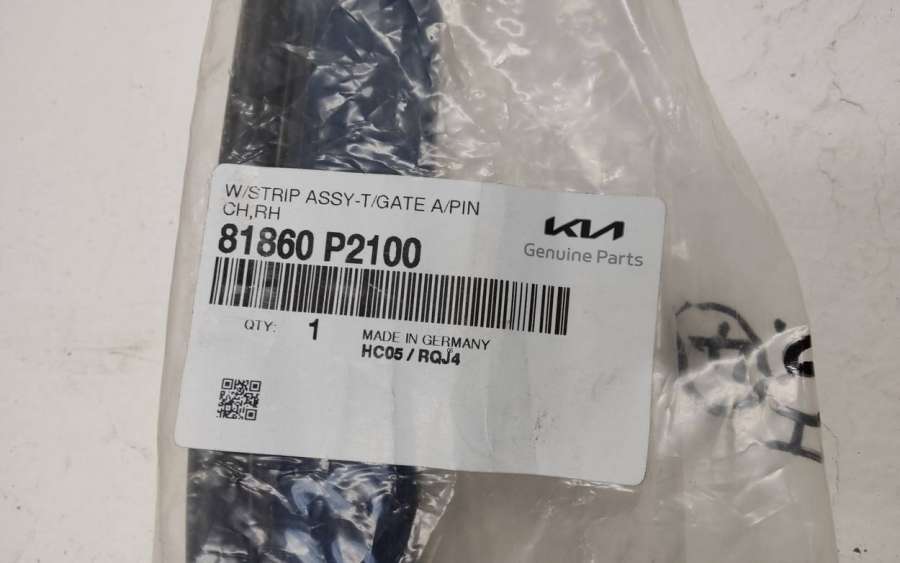 W/STRIP ASSY-T/GATE A/PIN
CH,RH
81860 P2100
KIA
Genuine Parts
QTY: 1
MADE IN GERMANY
HC05 / RQJ4